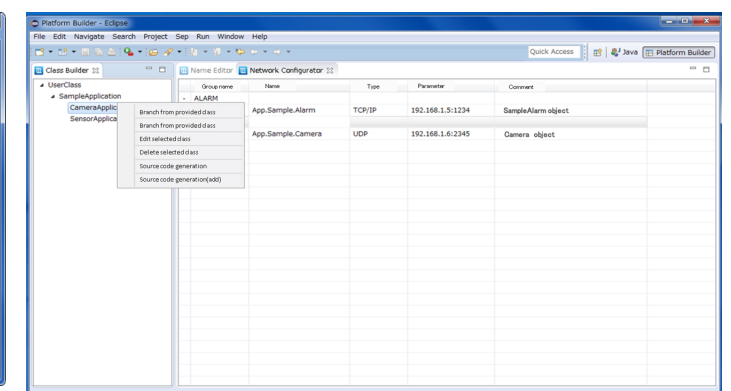 Platform Builder - Eclipse
File Edit Navigate Search Project Sep Run Window Help
Quick Access Java Platform Builder
Class Builder
Name Editor Network Configurator
UserClass
SampleApplication
CameraApplic
SensorApplica
Branch from provided class
Branch from provided class
Edit selected class
Delete selected class
Source code generation
Source code generation(add)
Group name Name Type Parameter Comment
ALARM
App.Sample.Alarm TCP/IP 192.168.1.5:1234 SampleAlarm object
App.Sample.Camera UDP 192.168.1.6:2345 Camera object